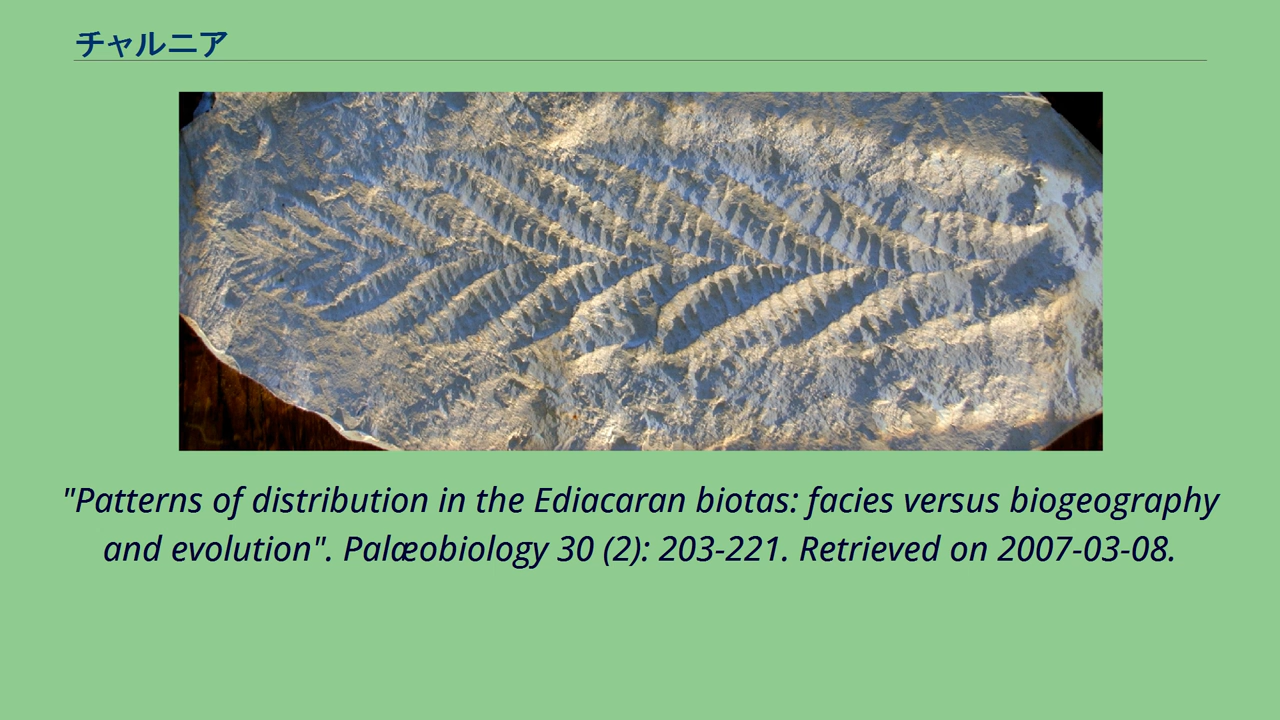 チャルニア
"Patterns of distribution in the Ediacaran biotas: facies versus biogeography
and evolution". Palæobiology 30 (2): 203-221. Retrieved on 2007-03-08.